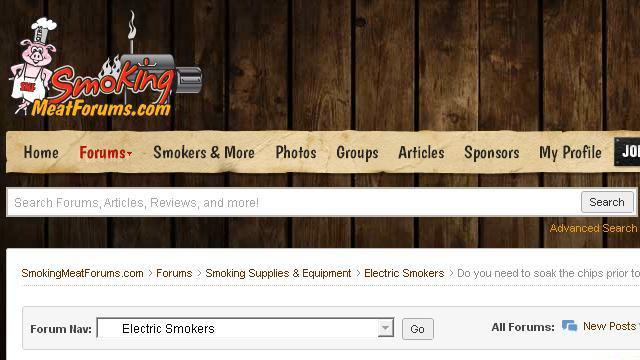 SMF
Smoking
MeatForums.com
Home Forums Smokers & More Photos Groups Articles Sponsors My Profile JO
Search Forums, Articles, Reviews, and more! Search
Advanced Search
SmokingMeatForums.com > Forums > Smoking Supplies & Equipment > Electric Smokers > Do you need to soak the chips prior to
Forum Nav: Electric Smokers Go All Forums: New Posts